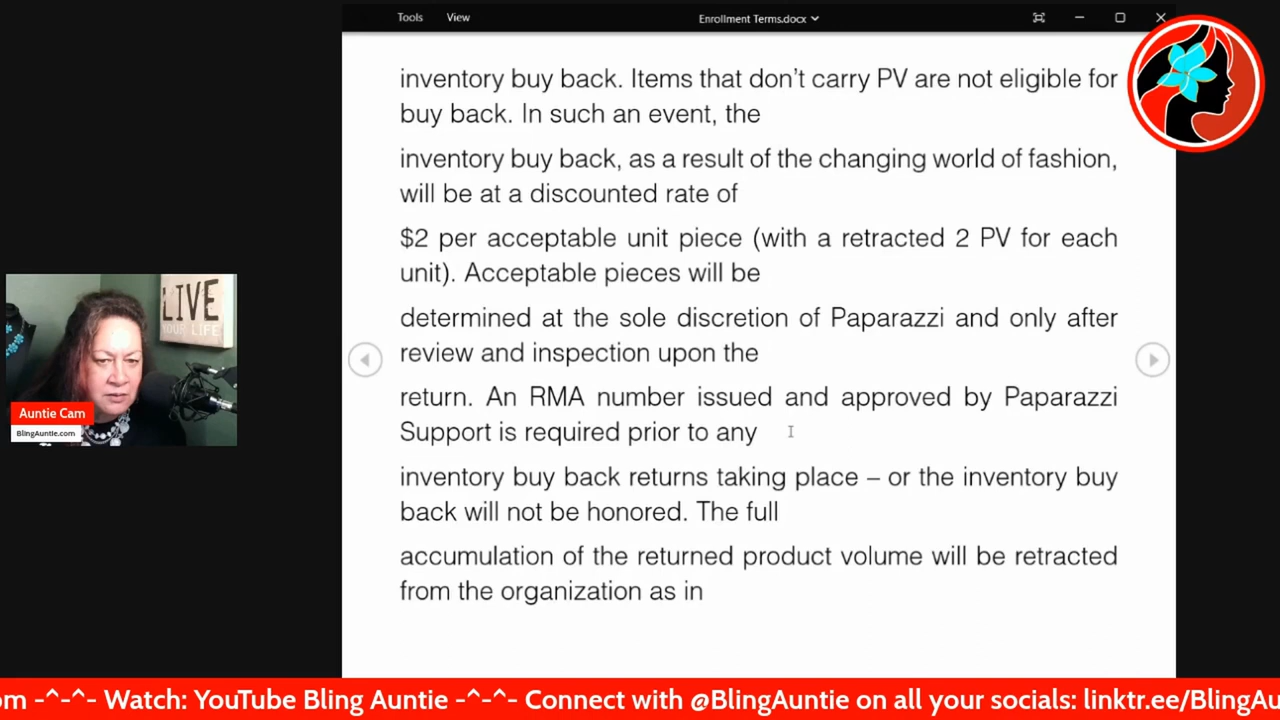 Tools View Enrollment Terms.docx
inventory buy back. Items that don’t carry PV are not eligible for
buy back. In such an event, the
inventory buy back, as a result of the changing world of fashion,
will be at a discounted rate of
$2 per acceptable unit piece (with a retracted 2 PV for each
unit). Acceptable pieces will be
determined at the sole discretion of Paparazzi and only after
review and inspection upon the
return. An RMA number issued and approved by Paparazzi
Support is required prior to any
inventory buy back returns taking place – or the inventory buy
back will not be honored. The full
accumulation of the returned product volume will be retracted
from the organization as in
LIVE
YOUR LIFE
Auntie Cam
BlingAuntie.com
om -^-^- Watch: YouTube Bling Auntie -^-^- Connect with @BlingAuntie on all your socials: linktr.ee/BlingAu